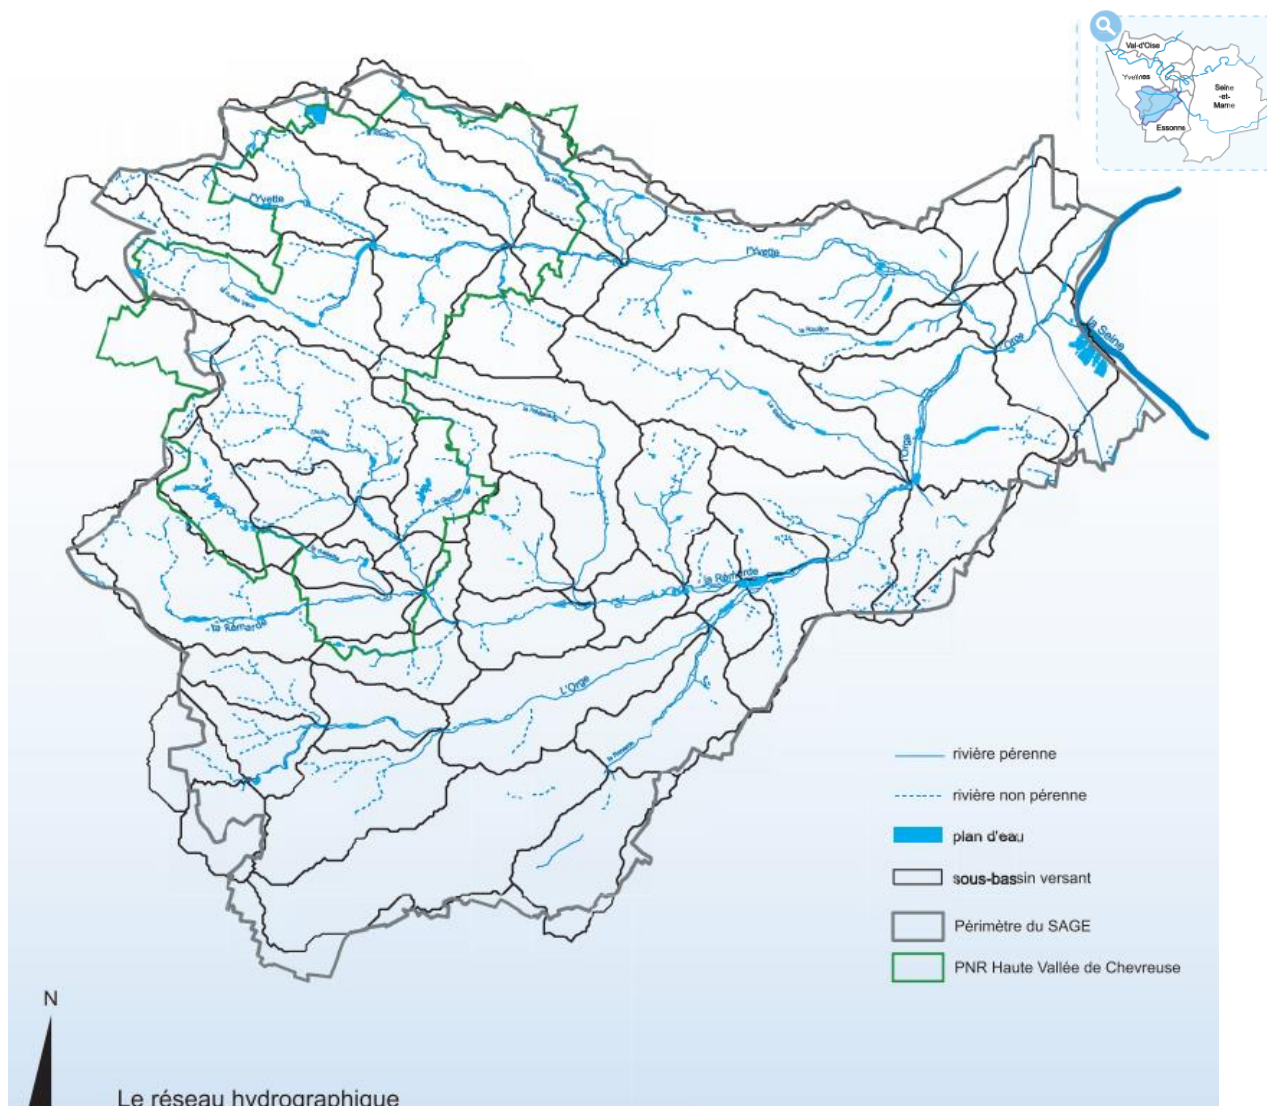 Val-d'Oise
Yvelines
Seine
-et-
Marne
Essonne
l'Yvette
l'Yvette
la Seine
l'Orge
l'Orge
la Rémarde
la Rémarde
L'Orge
rivière pérenne
rivière non pérenne
plan d'eau
sous-bassin versant
Périmètre du SAGE
PNR Haute Vallée de Chevreuse
N
Le réseau hydrographique